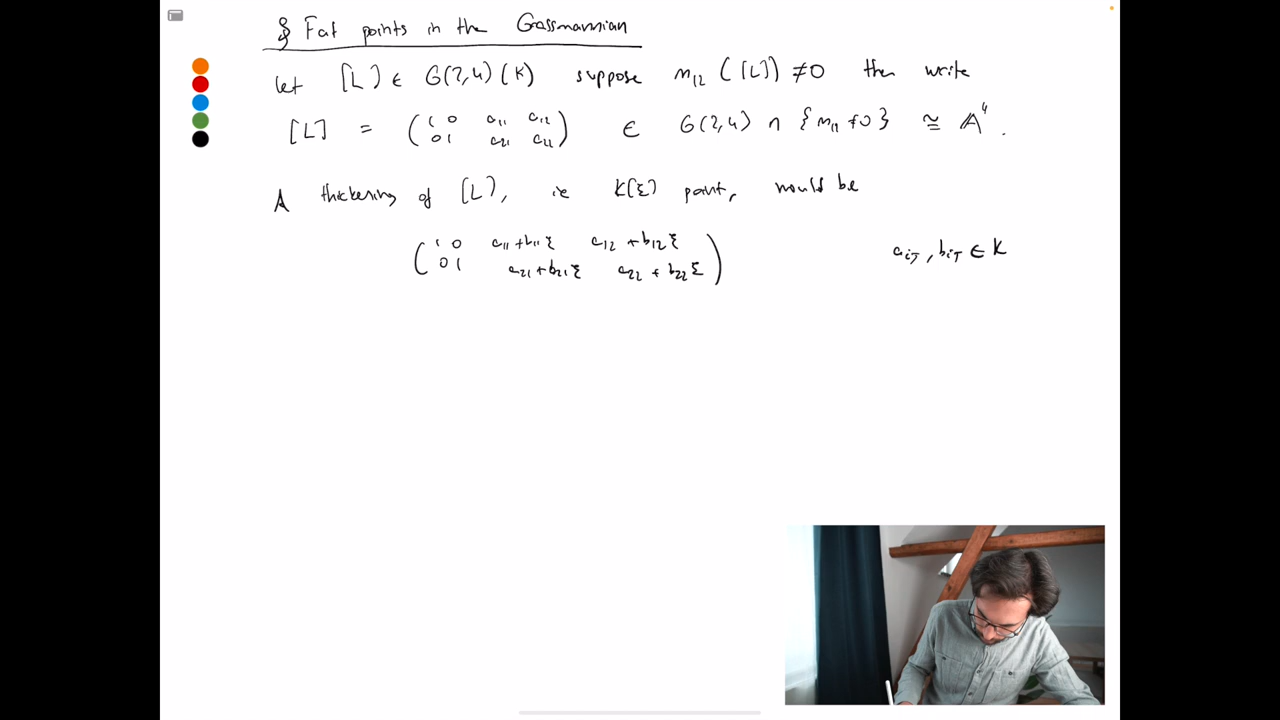 § Fat points in the Grassmannian
Let [L] ∈ G(2,4)(K) suppose m₁₂([L]) ≠ 0 then write
[L] = ( 1 0 a₁₁ a₁₂
0 1 a₂₁ a₂₂ ) ∈ G(2,4) ∩ {m₁₂ ≠ 0} ≅ 𝔸⁴.
A thickening of [L], ie K[ε] point, would be
( 1 0 a₁₁+b₁₁ε a₁₂+b₁₂ε
0 1 a₂₁+b₂₁ε a₂₂+b₂₂ε ) aᵢⱼ, bᵢⱼ ∈ K